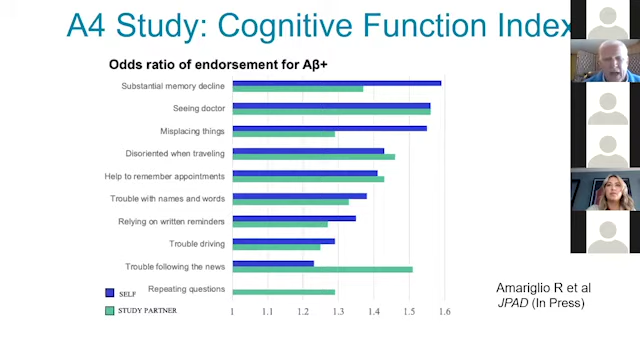 A4 Study: Cognitive Function Index
Odds ratio of endorsement for Aβ+
Substantial memory decline
Seeing doctor
Misplacing things
Disoriented when traveling
Help to remember appointments
Trouble with names and words
Relying on written reminders
Trouble driving
Trouble following the news
Repeating questions
SELF
STUDY PARTNER
1 1.1 1.2 1.3 1.4 1.5 1.6
Amariglio R et al
JPAD (In Press)